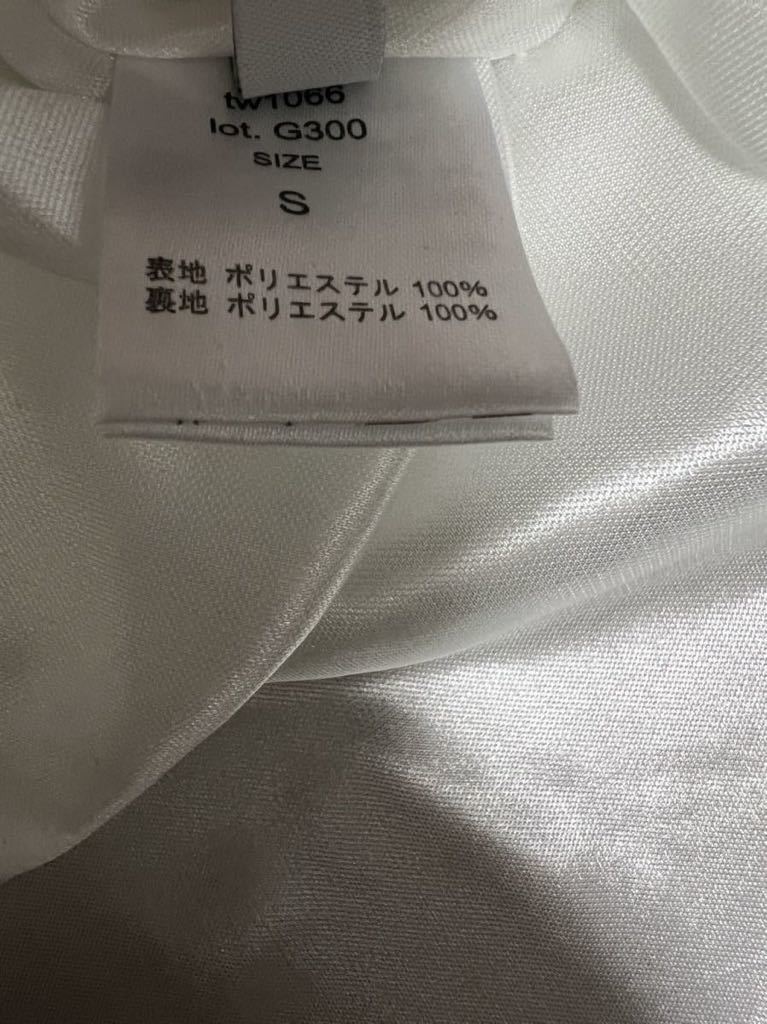 tw1066
lot. G300
SIZE
S
表地 ポリエステル 100%
裏地 ポリエステル 100%